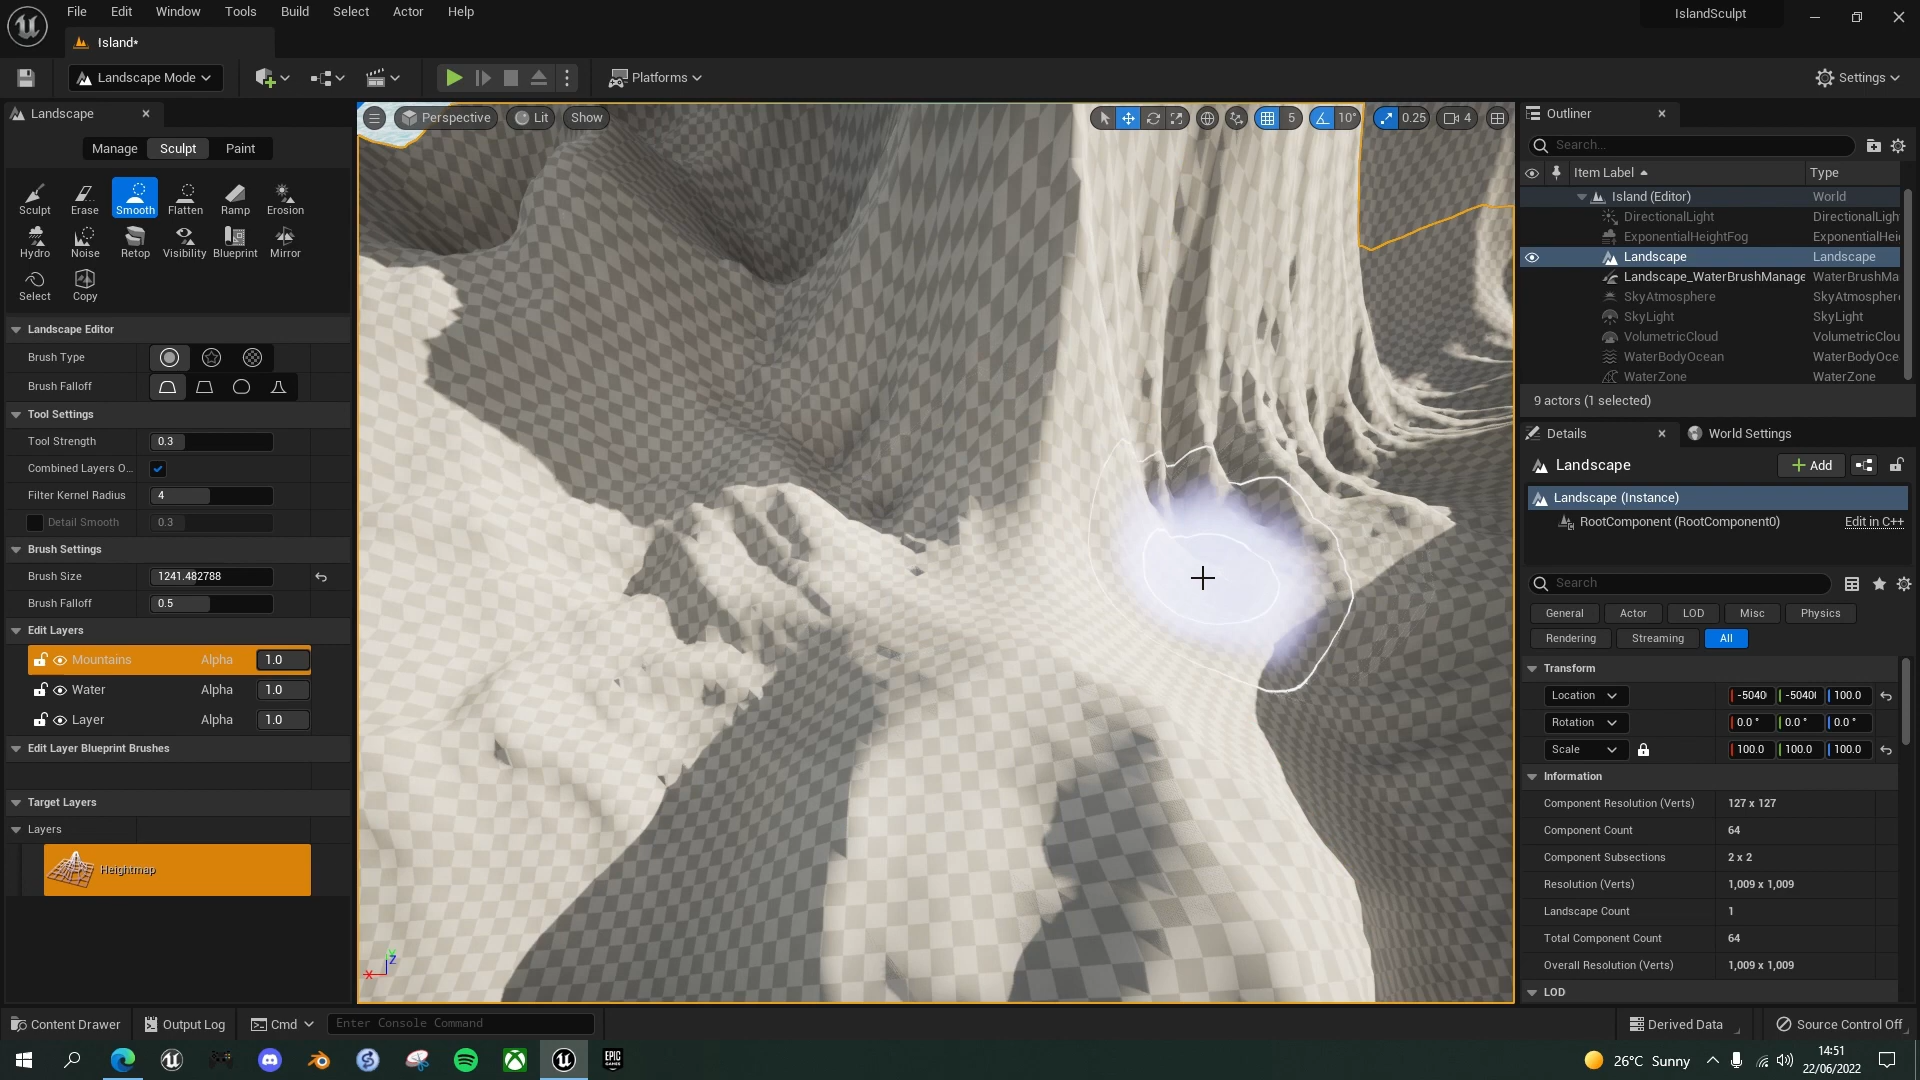 File Edit Window Tools Build Select Actor Help
IslandSculpt
Island*
Landscape Mode
Platforms
Settings
Landscape
Manage Sculpt Paint
Sculpt Erase Smooth Flatten Ramp Erosion
Hydro Noise Retop Visibility Blueprint Mirror
Select Copy
Landscape Editor
Brush Type
Brush Falloff
Tool Settings
Tool Strength 0.3
Combined Layers O...
Filter Kernel Radius 4
Detail Smooth 0.3
Brush Settings
Brush Size 1241.482788
Brush Falloff 0.5
Edit Layers
Mountains Alpha 1.0
Water Alpha 1.0
Layer Alpha 1.0
Edit Layer Blueprint Brushes
Target Layers
Layers
Heightmap
Perspective Lit Show
5 10° 0.25 4
X Z
Outliner
Search...
Item Label Type
Island (Editor) World
DirectionalLight DirectionalLigh
ExponentialHeightFog ExponentialHei
Landscape Landscape
Landscape_WaterBrushManage WaterBrushMa
SkyAtmosphere SkyAtmospher
SkyLight SkyLight
VolumetricCloud VolumetricClou
WaterBodyOcean WaterBodyOce
WaterZone WaterZone
9 actors (1 selected)
Details World Settings
Landscape Add
Landscape (Instance)
RootComponent (RootComponent0) Edit in C++
Search
General Actor LOD Misc Physics
Rendering Streaming All
Transform
Location -5040 -5040 100.0
Rotation 0.0 ° 0.0 ° 0.0 °
Scale 100.0 100.0 100.0
Information
Component Resolution (Verts) 127 x 127
Component Count 64
Component Subsections 2 x 2
Resolution (Verts) 1,009 x 1,009
Landscape Count 1
Total Component Count 64
Overall Resolution (Verts) 1,009 x 1,009
LOD
Content Drawer Output Log Cmd Enter Console Command
Derived Data Source Control Off
EPIC GAMES
26°C Sunny
14:51
22/06/2022